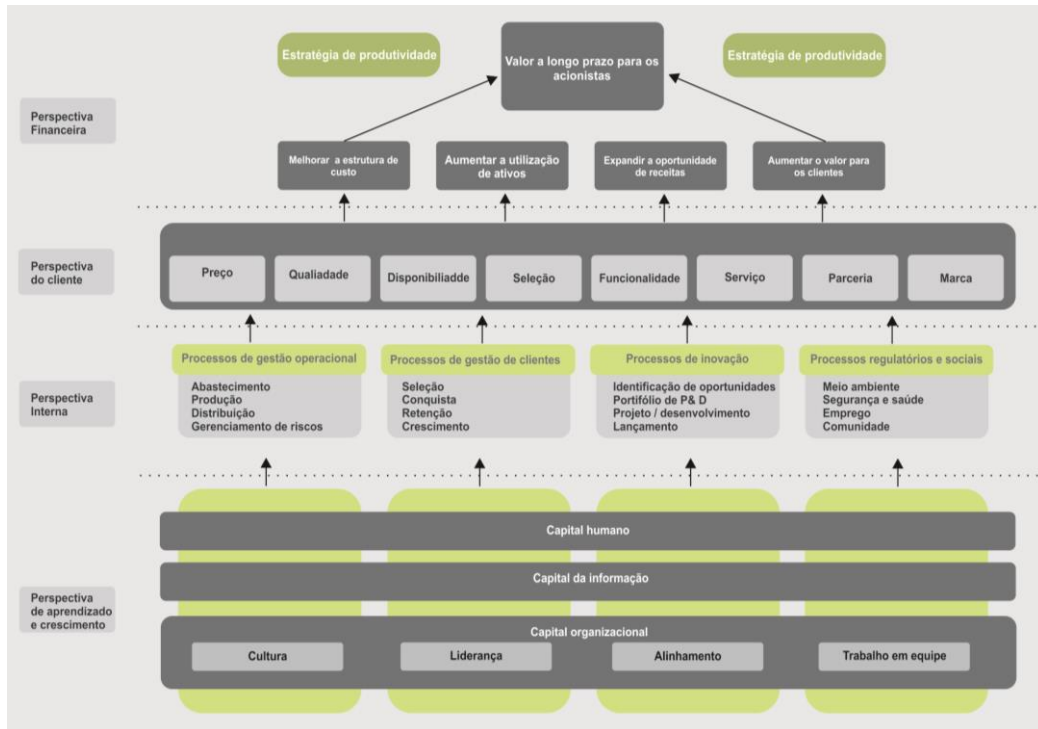 Estratégia de produtividade
Valor a longo prazo para os
acionistas
Estratégia de produtividade
Perspectiva
Financeira
Melhorar a estrutura de
custo
Aumentar a utilização
de ativos
Expandir a oportunidade
de receitas
Aumentar o valor para
os clientes
Perspectiva
do cliente
Preço
Qualiadade
Disponibiliadde
Seleção
Funcionalidade
Serviço
Parceria
Marca
Perspectiva
Interna
Processos de gestão operacional
Abastecimento
Produção
Distribuição
Gerenciamento de riscos
Processos de gestão de clientes
Seleção
Conquista
Retenção
Crescimento
Processos de inovação
Identificação de oportunidades
Portifólio de P& D
Projeto / desenvolvimento
Lançamento
Processos regulatórios e sociais
Meio ambiente
Segurança e saúde
Emprego
Comunidade
Perspectiva
de aprendizado
e crescimento
Capital humano
Capital da informação
Capital organizacional
Cultura
Liderança
Alinhamento
Trabalho em equipe